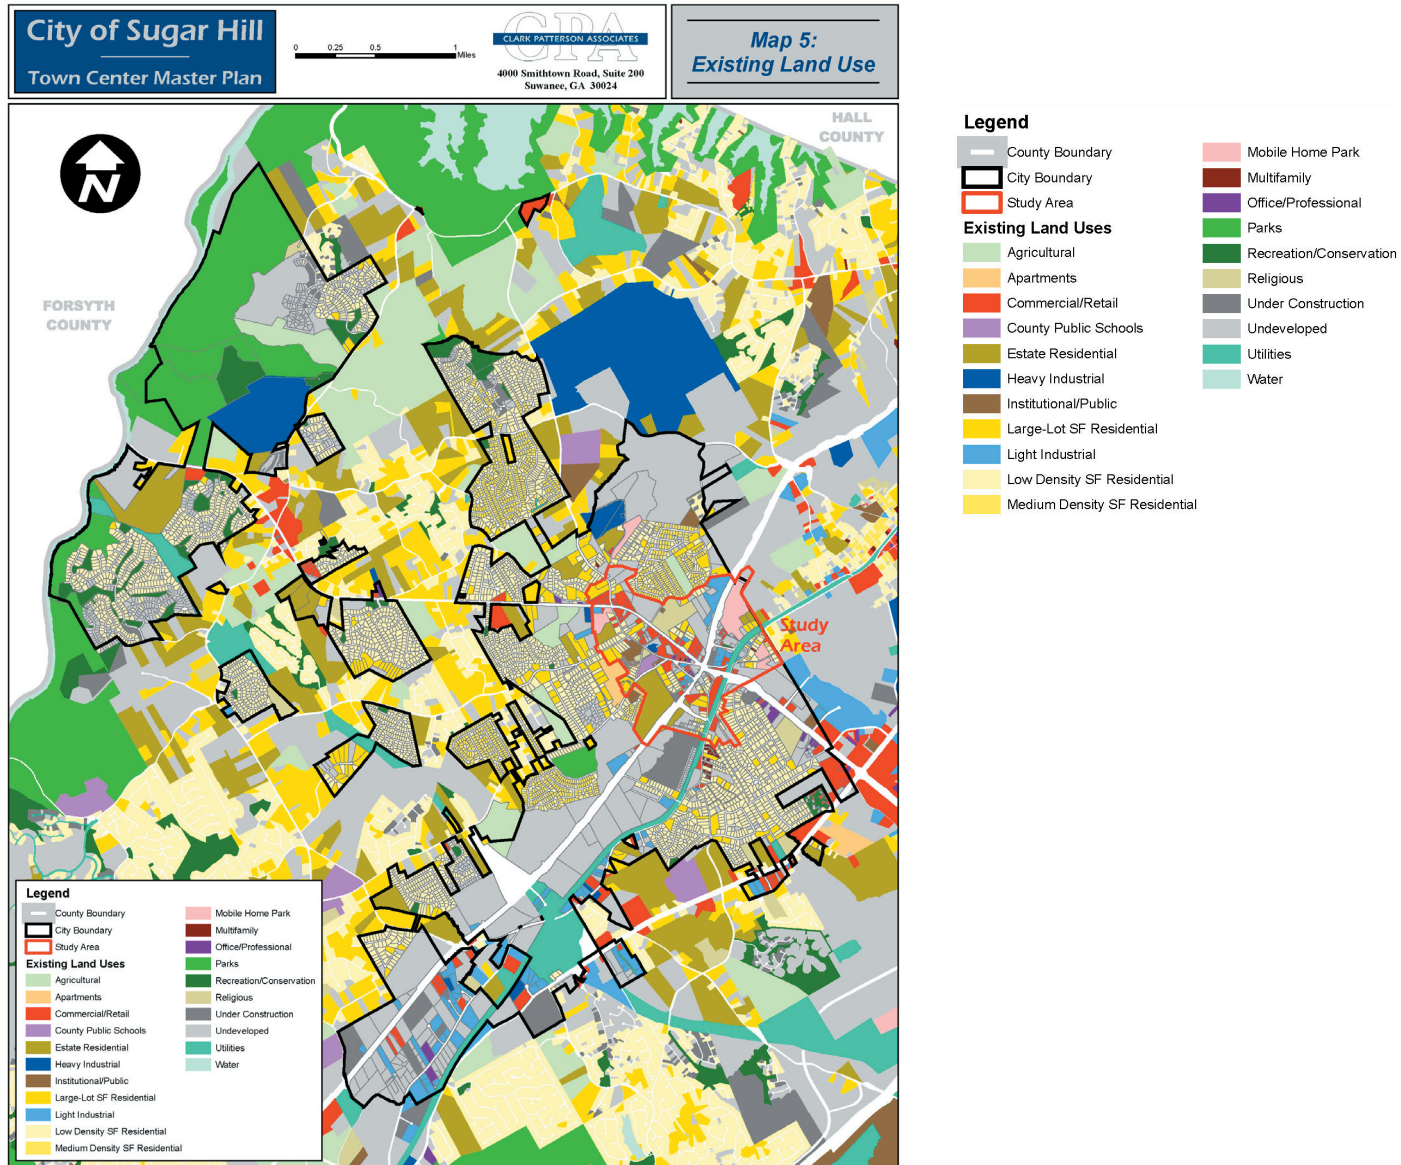 City of Sugar Hill
Town Center Master Plan
0 0.25 0.5 1
Miles
CPA
CLARK PATTERSON ASSOCIATES
4000 Smithtown Road, Suite 200
Suwanee, GA 30024
Map 5:
Existing Land Use
HALL
COUNTY
N
FORSYTH
COUNTY
Study
Area
Legend
County Boundary
City Boundary
Study Area
Existing Land Uses
Agricultural
Apartments
Commercial/Retail
County Public Schools
Estate Residential
Heavy Industrial
Institutional/Public
Large-Lot SF Residential
Light Industrial
Low Density SF Residential
Medium Density SF Residential
Mobile Home Park
Multifamily
Office/Professional
Parks
Recreation/Conservation
Religious
Under Construction
Undeveloped
Utilities
Water
Legend
County Boundary
City Boundary
Study Area
Existing Land Uses
Agricultural
Apartments
Commercial/Retail
County Public Schools
Estate Residential
Heavy Industrial
Institutional/Public
Large-Lot SF Residential
Light Industrial
Low Density SF Residential
Medium Density SF Residential
Mobile Home Park
Multifamily
Office/Professional
Parks
Recreation/Conservation
Religious
Under Construction
Undeveloped
Utilities
Water